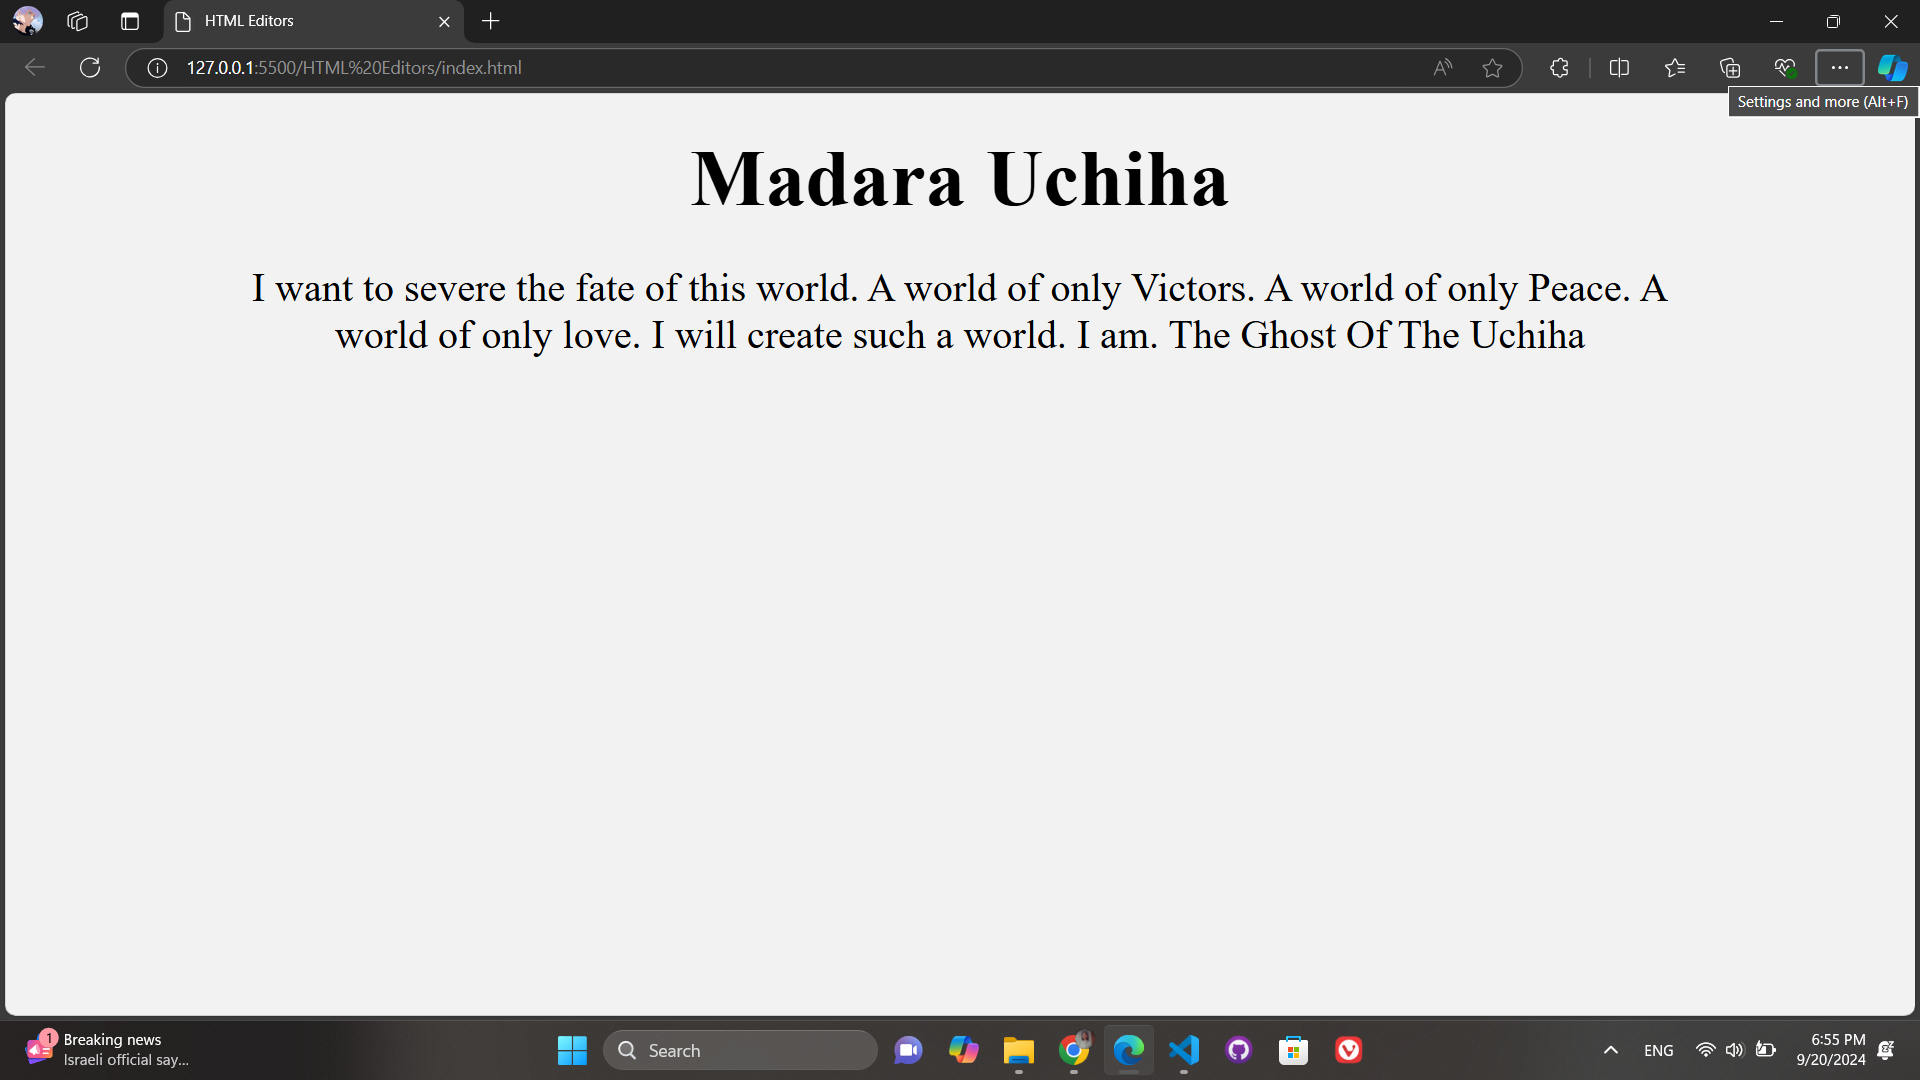 HTML Editors
127.0.0.1:5500/HTML%20Editors/index.html
Settings and more (Alt+F)
Madara Uchiha
I want to severe the fate of this world. A world of only Victors. A world of only Peace. A
world of only love. I will create such a world. I am. The Ghost Of The Uchiha
1
Breaking news
Israeli official say...
Search
ENG
6:55 PM
9/20/2024